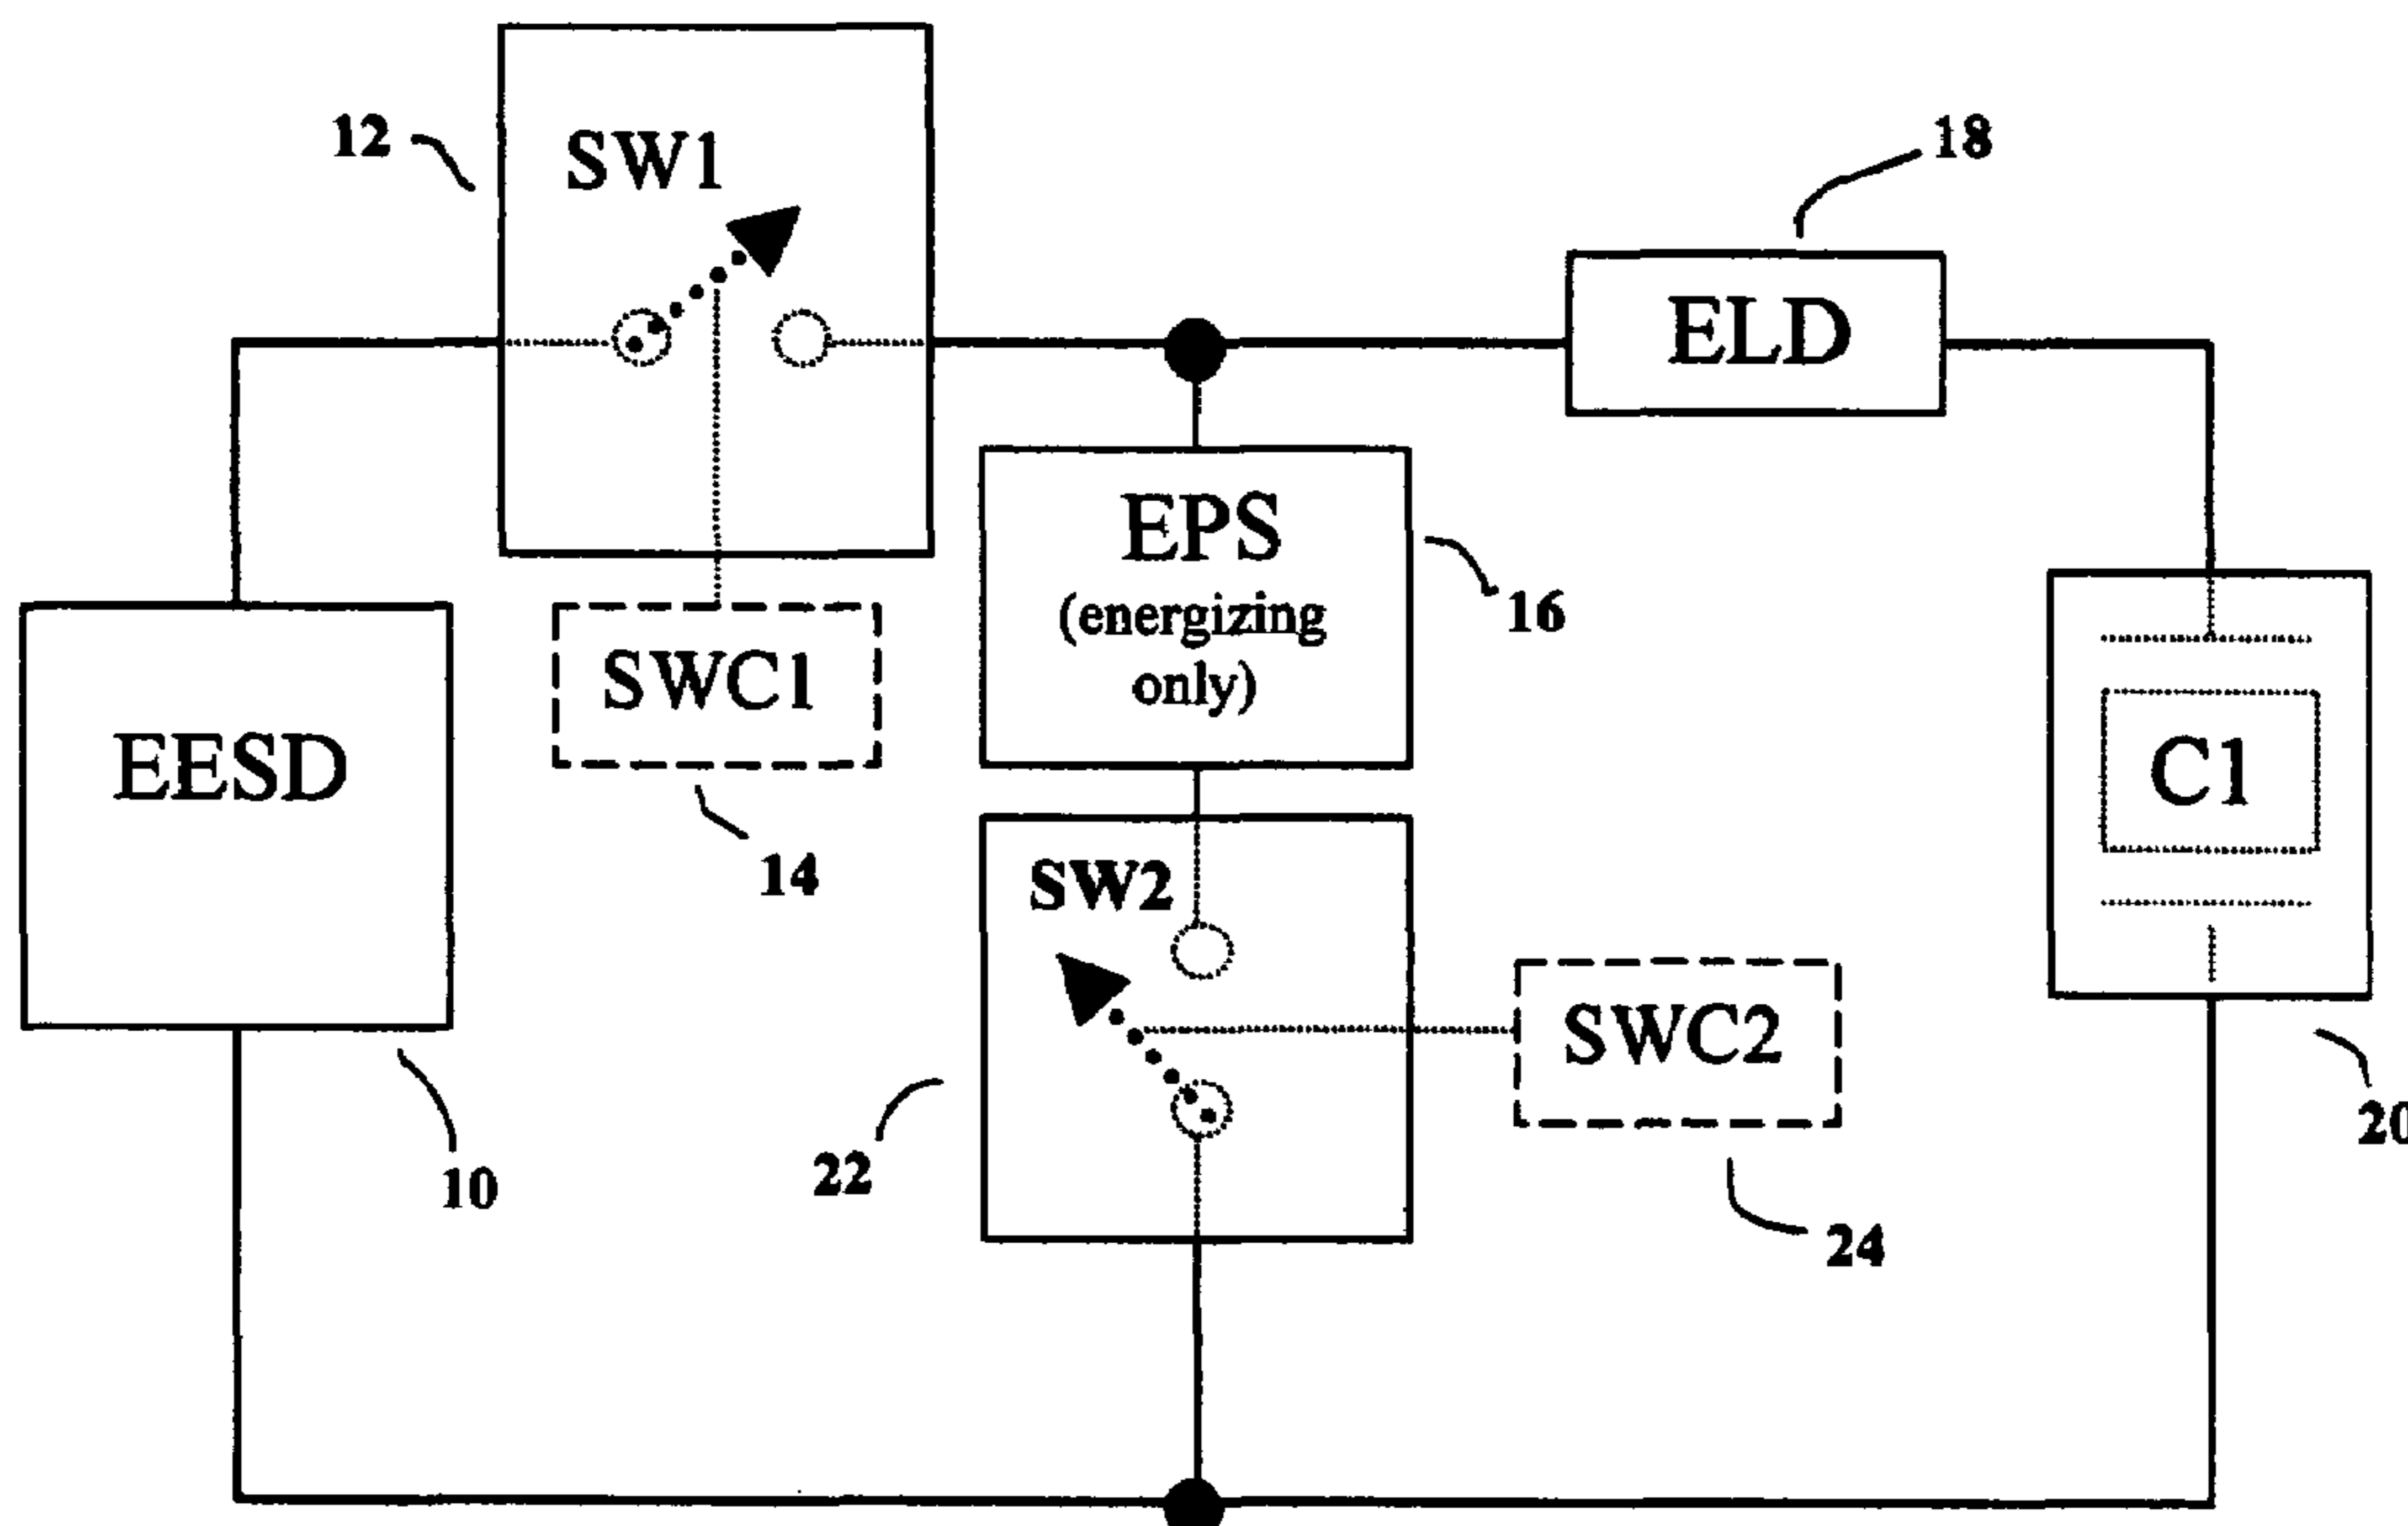 12
SW1
18
ELD
EPS
(energizing
only)
16
SWC1
14
EESD
10
C1
20
SW2
22
SWC2
24